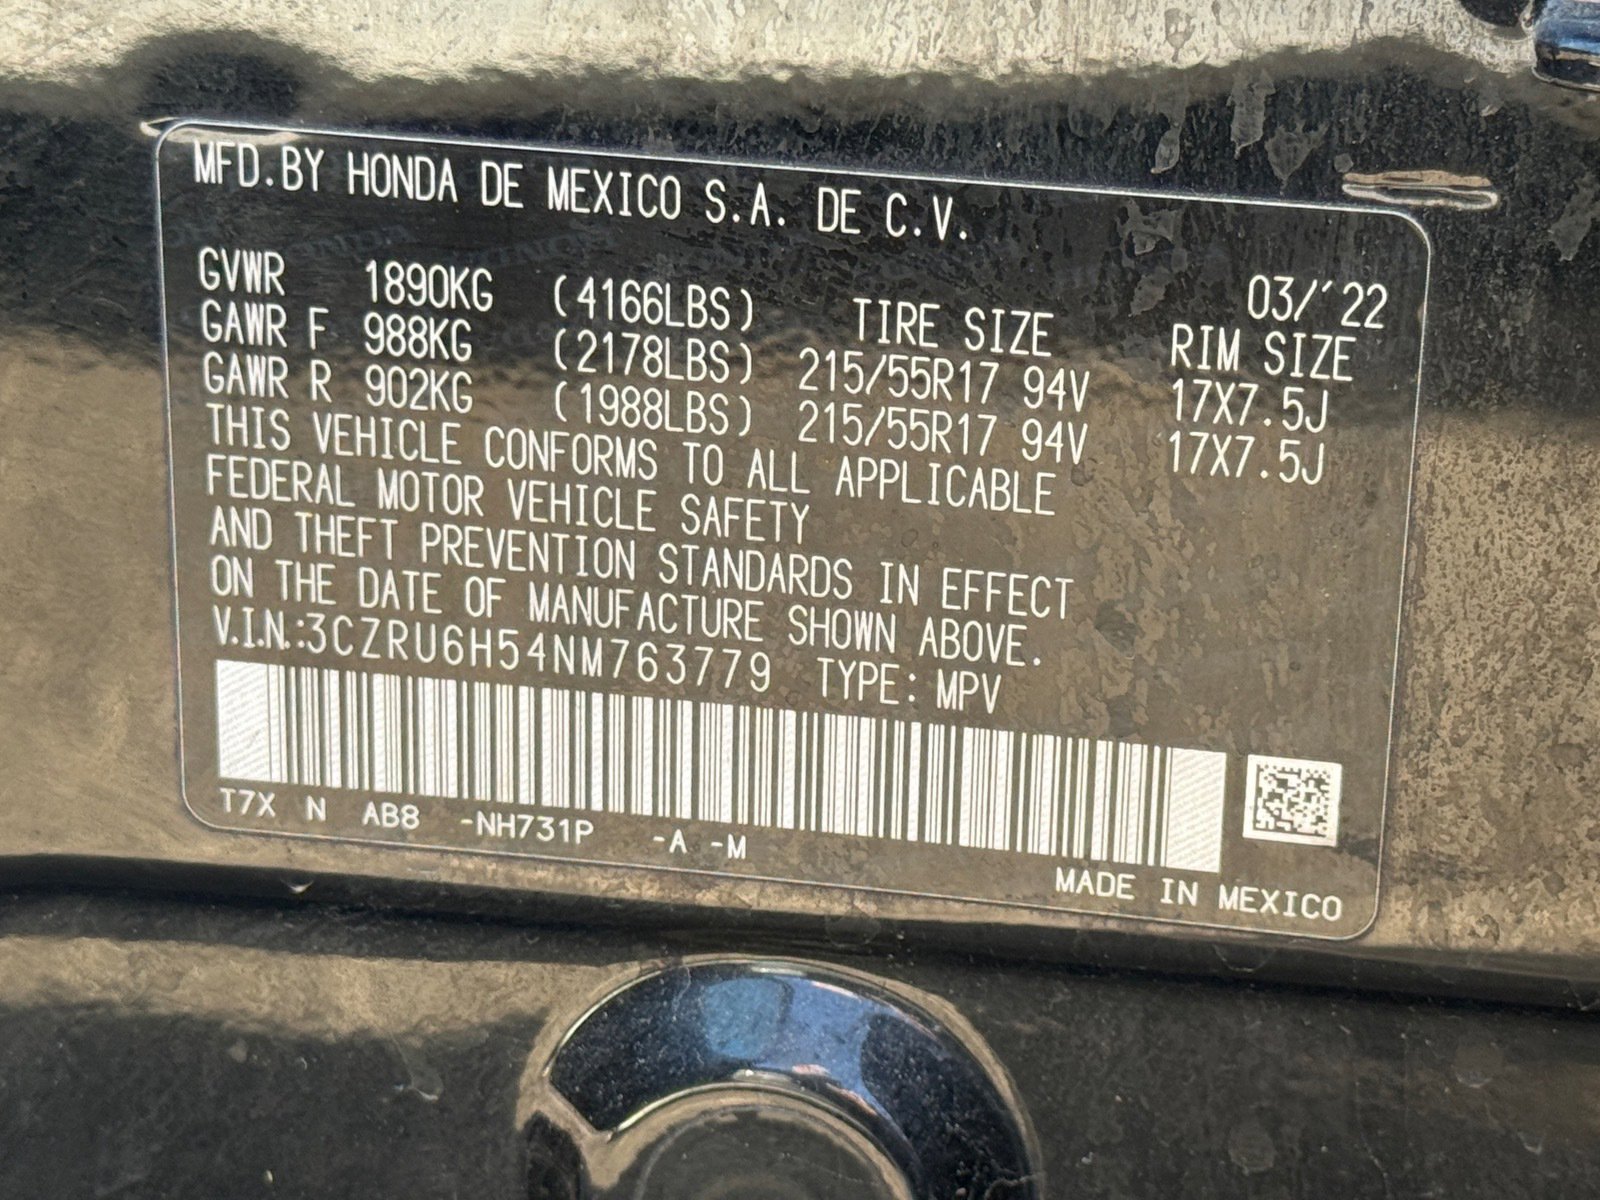 MFD.BY HONDA DE MEXICO S.A. DE C.V.
03/´22
GVWR 1890KG (4166LBS) TIRE SIZE RIM SIZE
GAWR F 988KG (2178LBS) 215/55R17 94V 17X7.5J
GAWR R 902KG (1988LBS) 215/55R17 94V 17X7.5J
THIS VEHICLE CONFORMS TO ALL APPLICABLE
FEDERAL MOTOR VEHICLE SAFETY
AND THEFT PREVENTION STANDARDS IN EFFECT
ON THE DATE OF MANUFACTURE SHOWN ABOVE.
V.I.N.:3CZRU6H54NM763779 TYPE: MPV
T7X N AB8 -NH731P -A -M
MADE IN MEXICO